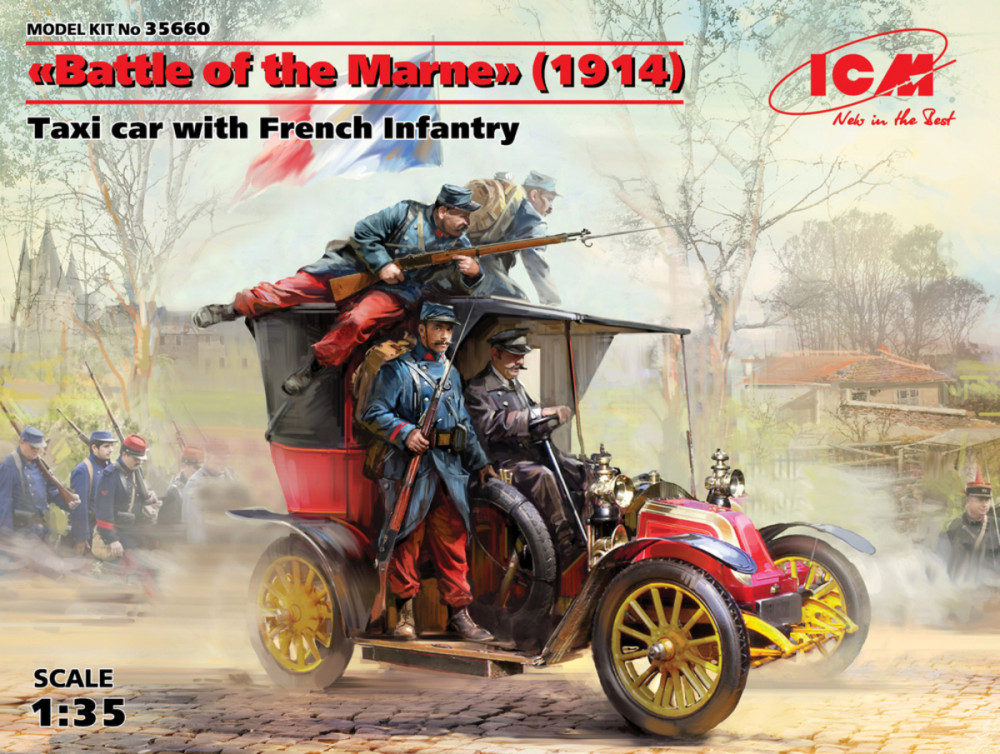 MODEL KIT No 35660
«Battle of the Marne» (1914)
Taxi car with French Infantry
ICM
New in the Best
SCALE
1:35